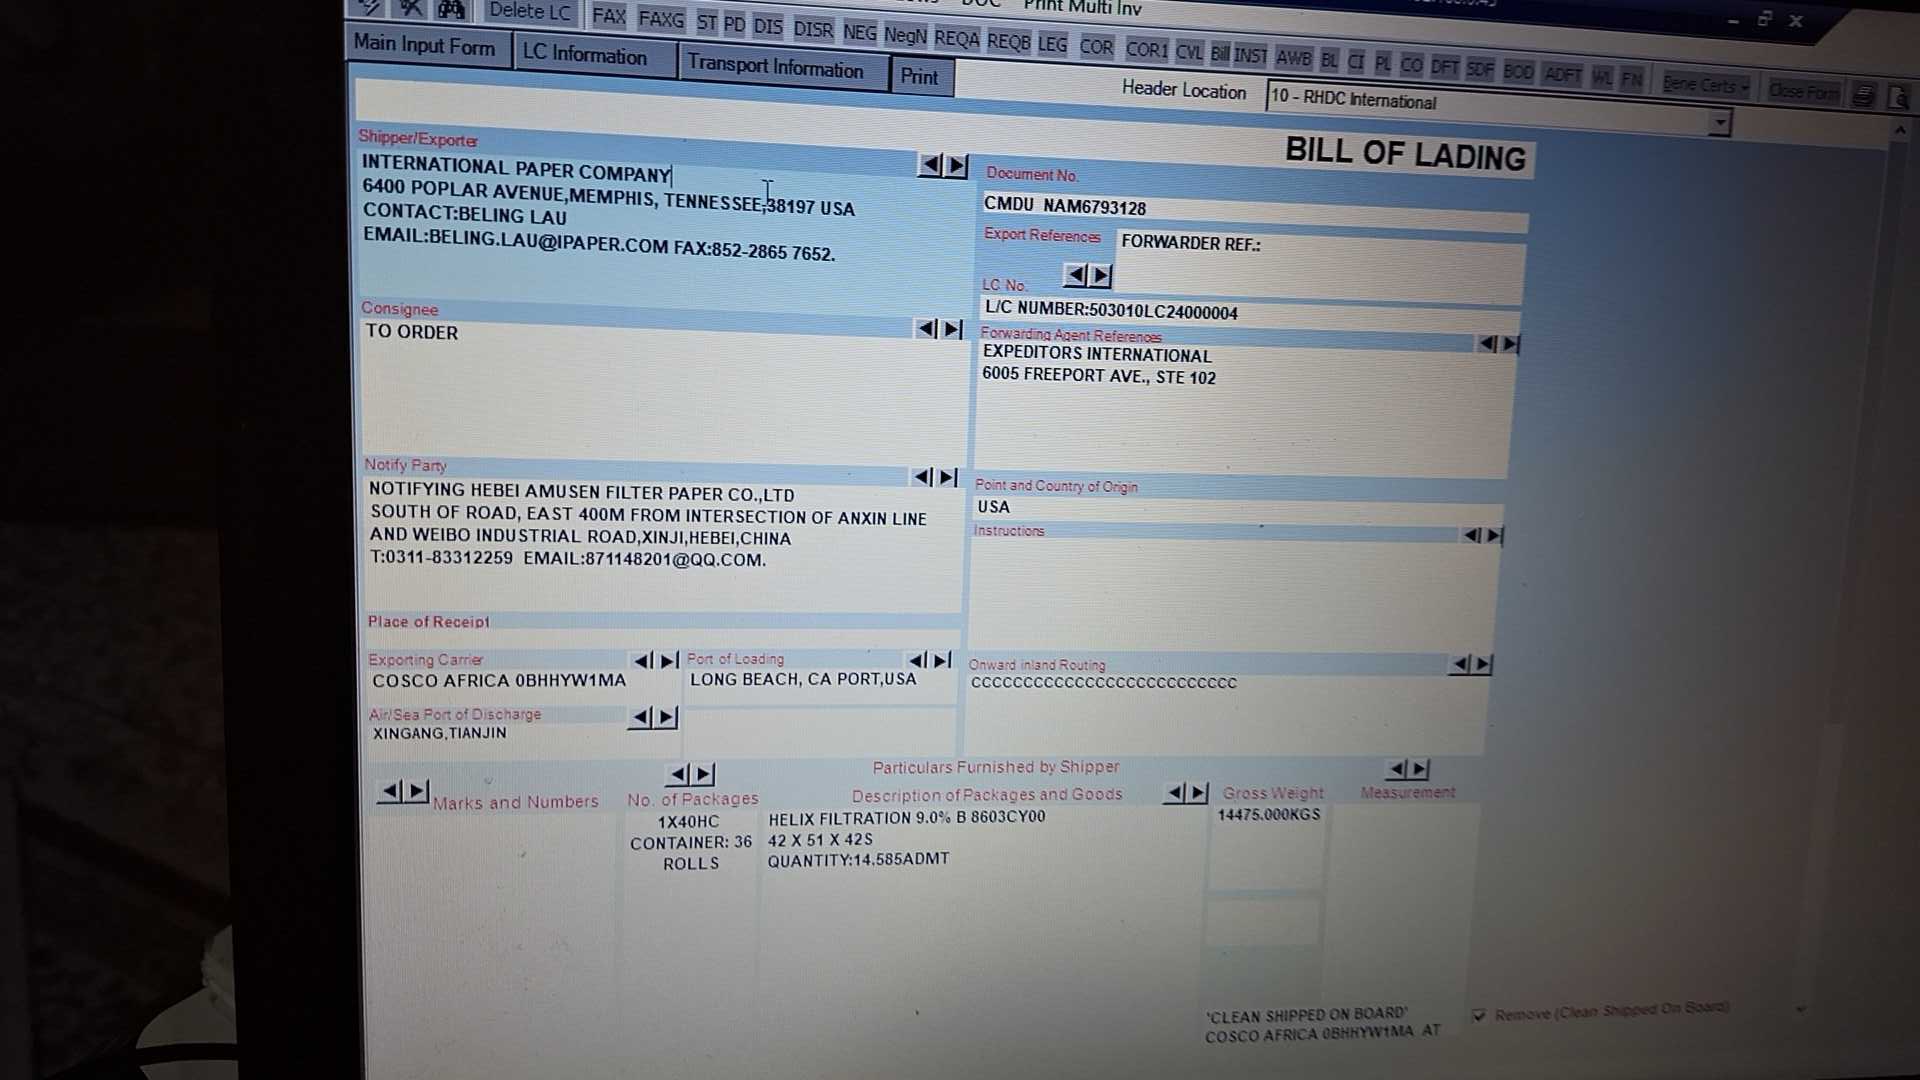 Print Multi Inv
Delete LC FAX FAXG ST PD DIS DISR NEG NegN REQA REQB LEG COR COR1 CVL Bill INST AWB BL CI PL CO DFT SDF BOD ADFT WL FN Bene Certs Close Form
Main Input Form LC Information Transport Information Print
Header Location 10 - RHDC International
BILL OF LADING
Shipper/Exporter
INTERNATIONAL PAPER COMPANY
6400 POPLAR AVENUE,MEMPHIS, TENNESSEE,38197 USA
CONTACT:BELING LAU
EMAIL:BELING.LAU@IPAPER.COM FAX:852-2865 7652.
Document No.
CMDU NAM6793128
Export References
FORWARDER REF.:
LC No.
L/C NUMBER:503010LC24000004
Consignee
TO ORDER
Forwarding Agent References
EXPEDITORS INTERNATIONAL
6005 FREEPORT AVE., STE 102
Notify Party
NOTIFYING HEBEI AMUSEN FILTER PAPER CO.,LTD
SOUTH OF ROAD, EAST 400M FROM INTERSECTION OF ANXIN LINE
AND WEIBO INDUSTRIAL ROAD,XINJI,HEBEI,CHINA
T:0311-83312259 EMAIL:871148201@QQ.COM.
Point and Country of Origin
USA
Instructions
Place of Receipt
Exporting Carrier
COSCO AFRICA 0BHHYW1MA
Port of Loading
LONG BEACH, CA PORT,USA
Onward inland Routing
CCCCCCCCCCCCCCCCCCCCCCCCCC
Air/Sea Port of Discharge
XINGANG,TIANJIN
Particulars Furnished by Shipper
Marks and Numbers No. of Packages Description of Packages and Goods Gross Weight Measurement
1X40HC HELIX FILTRATION 9.0% B 8603CY00 14475.000KGS
CONTAINER: 36 42 X 51 X 42S
ROLLS QUANTITY:14.585ADMT
'CLEAN SHIPPED ON BOARD' Remove (Clean Shipped On Board)
COSCO AFRICA 0BHHYW1MA AT